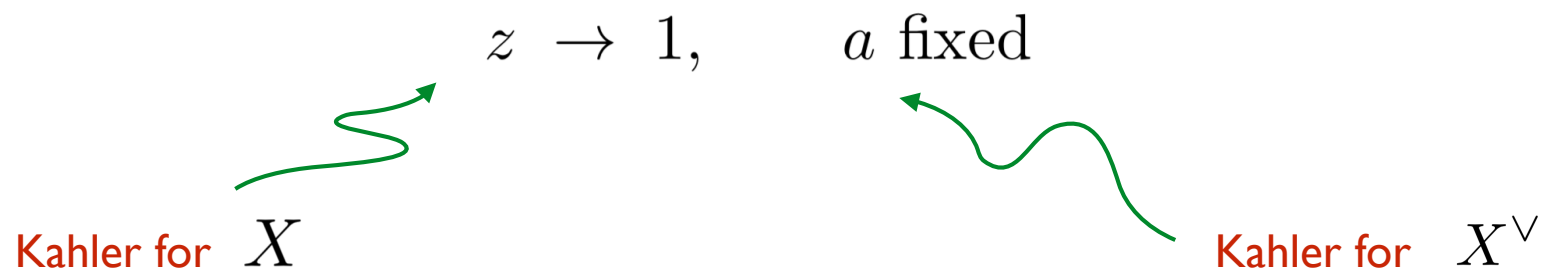 z → 1, a fixed
Kahler for X Kahler for X^∨